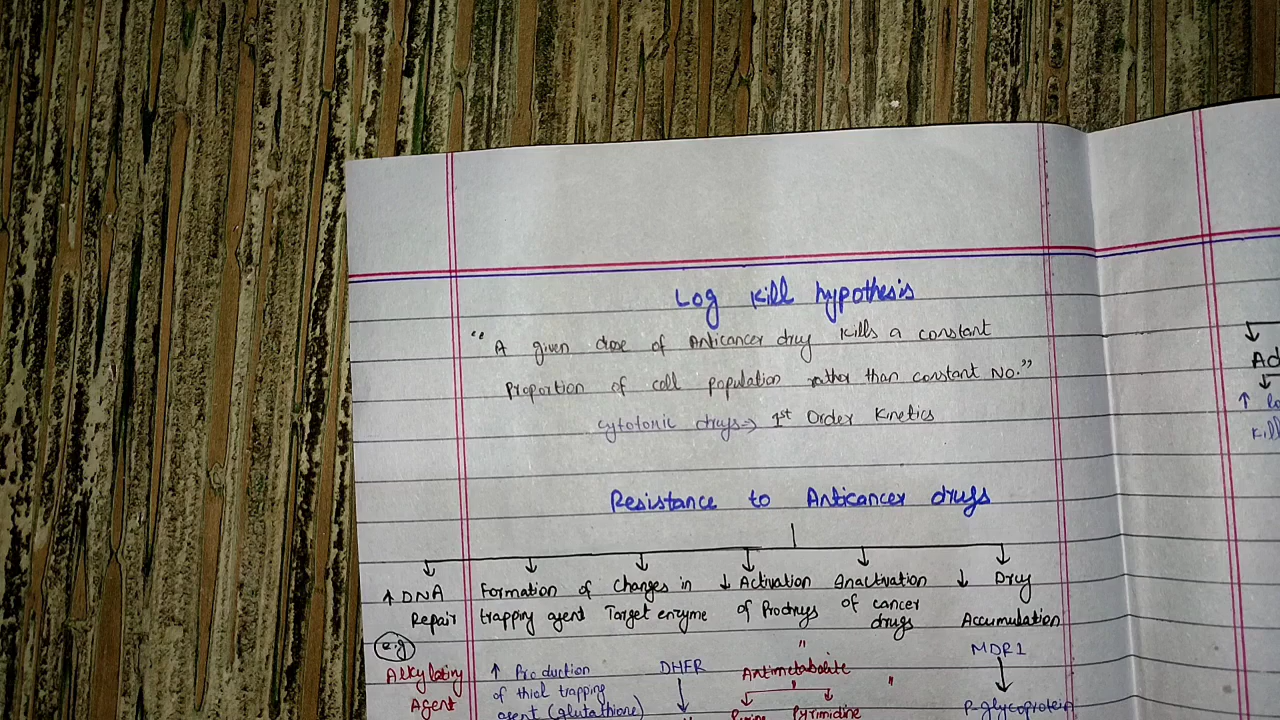 Log Kill hypothesis
"A given dose of Anticancer drug Kills a constant
Proportion of cell population rather than constant No."
Cytotoxic drugs => 1st Order Kinetics
Resistance to Anticancer drugs
↑ DNA Repair
Formation of trapping agent
Changes in Target enzyme
↓ Activation of Prodrugs
Inactivation of cancer drugs
↓ Drug Accumulation
e.g
Alkylating Agent
↑ Production
of thiol trapping
agent (glutathione)
DHFR
"
Antimetabolite
Purine Pyrimidine
"
MDR1
P-glycoprotein
Ad
↑
Kill